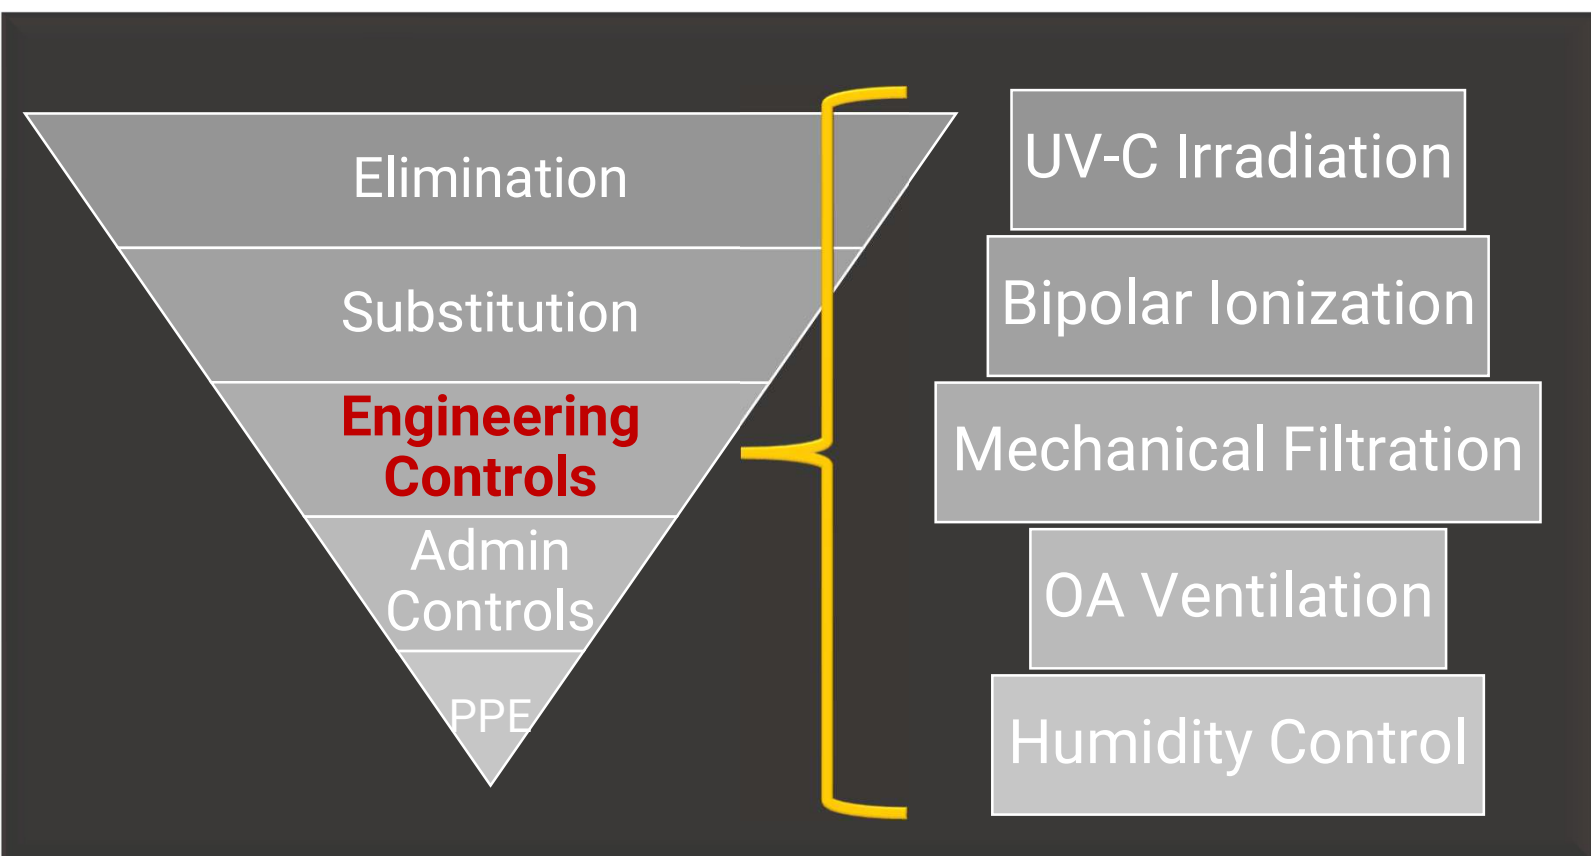 Elimination
Substitution
Engineering
Controls
Admin
Controls
PPE
UV-C Irradiation
Bipolar Ionization
Mechanical Filtration
OA Ventilation
Humidity Control